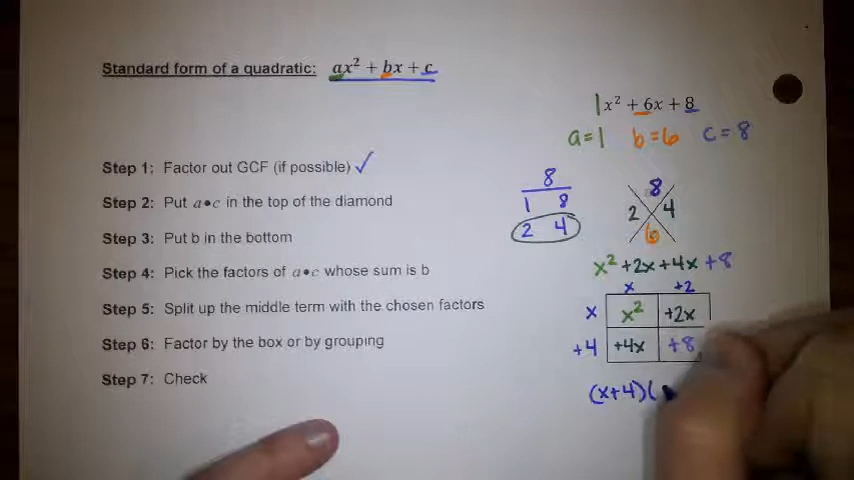 Standard form of a quadratic: ax² + bx + c
1x² + 6x + 8
a=1 b=6 c=8
Step 1: Factor out GCF (if possible) ✓
Step 2: Put a•c in the top of the diamond
Step 3: Put b in the bottom
Step 4: Pick the factors of a•c whose sum is b
Step 5: Split up the middle term with the chosen factors
Step 6: Factor by the box or by grouping
Step 7: Check
8
1 8
2 4
8
2 4
6
x² +2x +4x +8
x +2
x x² +2x
+4 +4x +8
(x+4)(